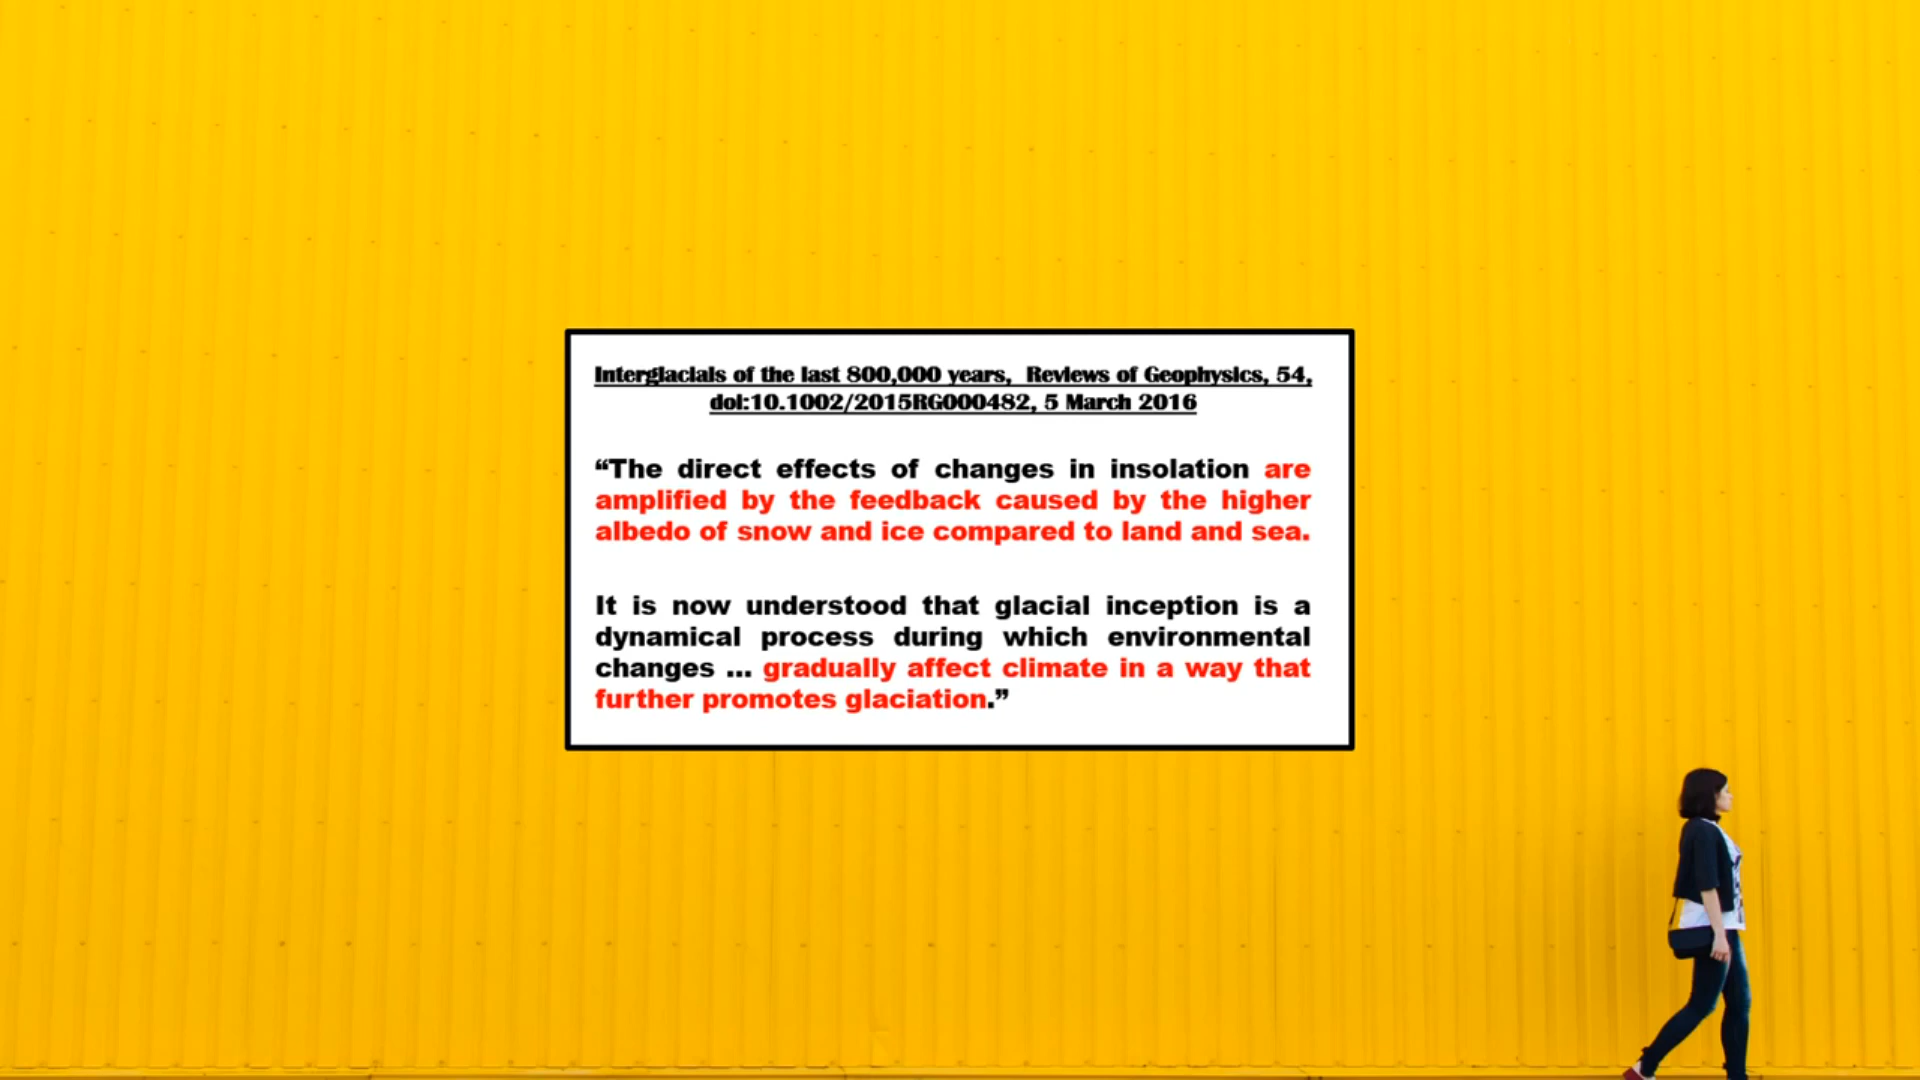 Interglacials of the last 800,000 years, Reviews of Geophysics, 54,
doi:10.1002/2015RG000482, 5 March 2016
“The direct effects of changes in insolation are
amplified by the feedback caused by the higher
albedo of snow and ice compared to land and sea.
It is now understood that glacial inception is a
dynamical process during which environmental
changes ... gradually affect climate in a way that
further promotes glaciation.”